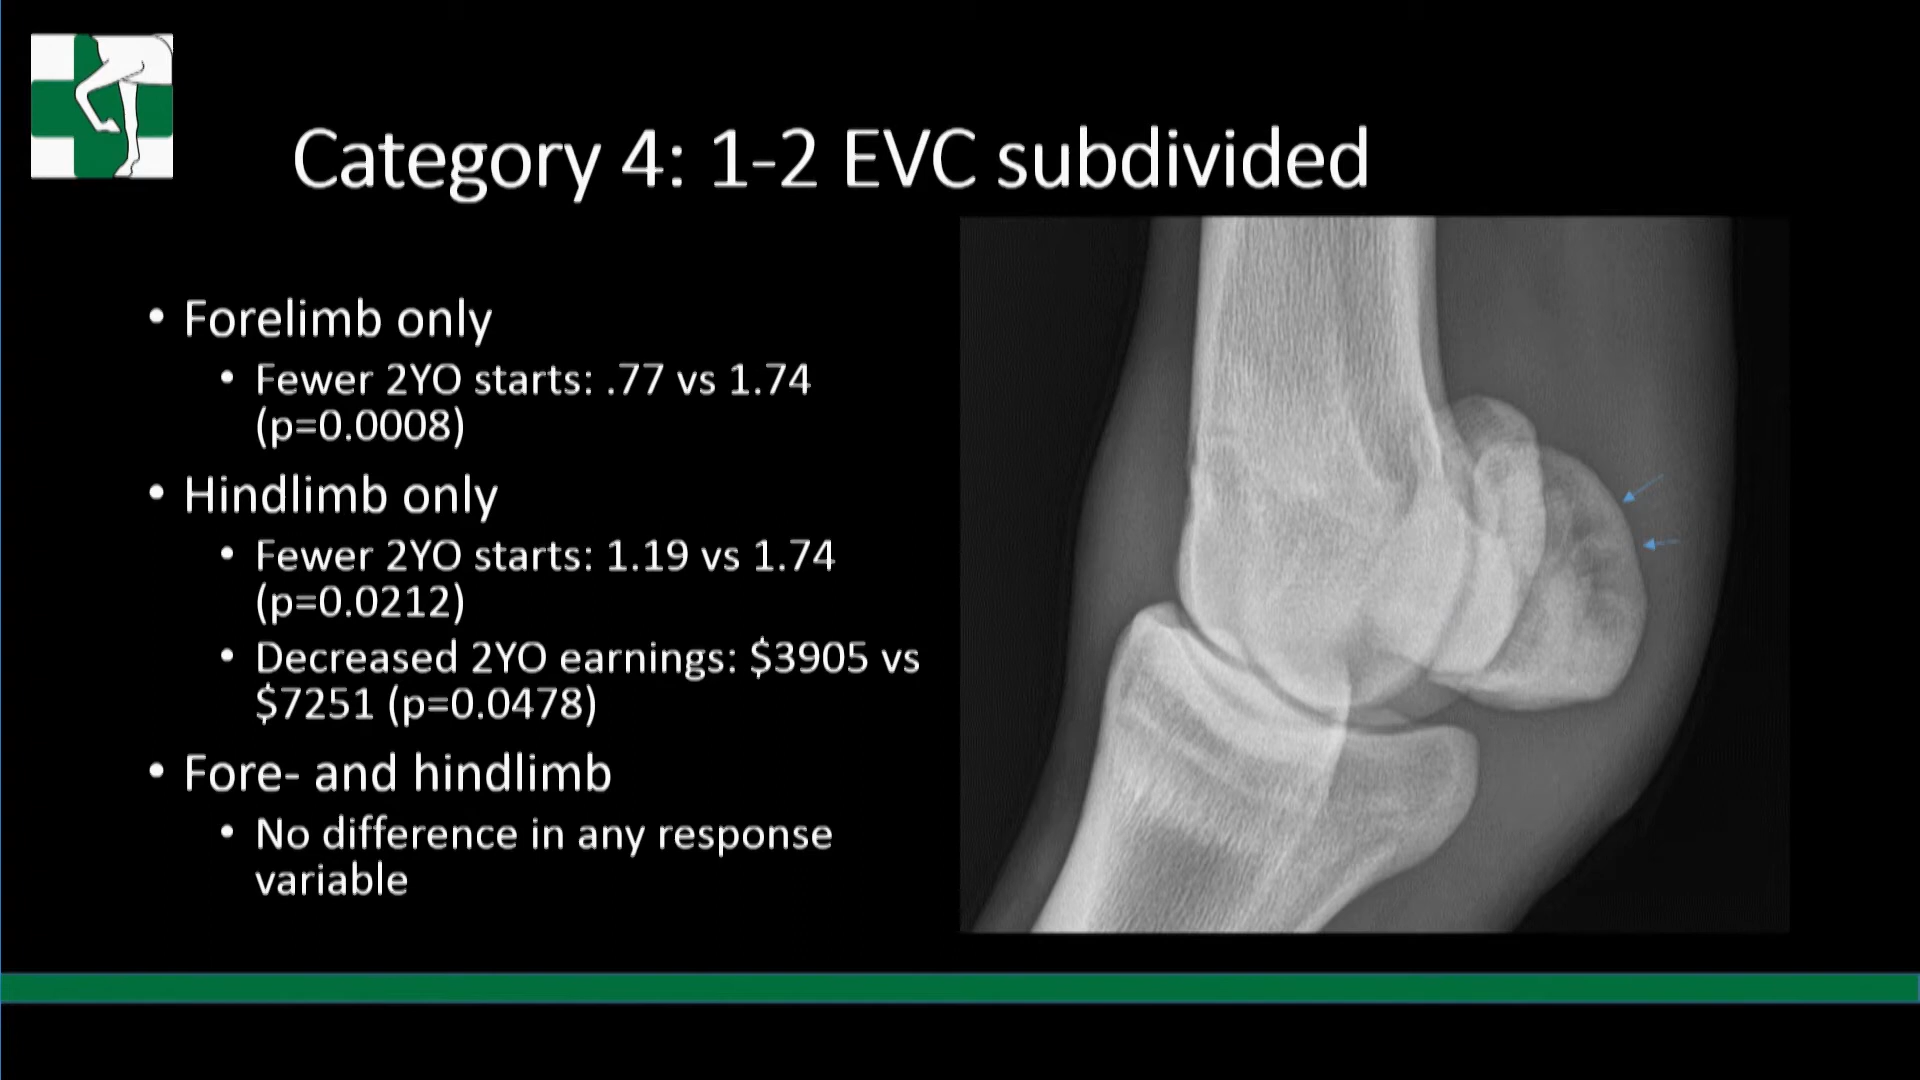 Category 4: 1-2 EVC subdivided
• Forelimb only
• Fewer 2YO starts: .77 vs 1.74
(p=0.0008)
• Hindlimb only
• Fewer 2YO starts: 1.19 vs 1.74
(p=0.0212)
• Decreased 2YO earnings: $3905 vs
$7251 (p=0.0478)
• Fore- and hindlimb
• No difference in any response
variable